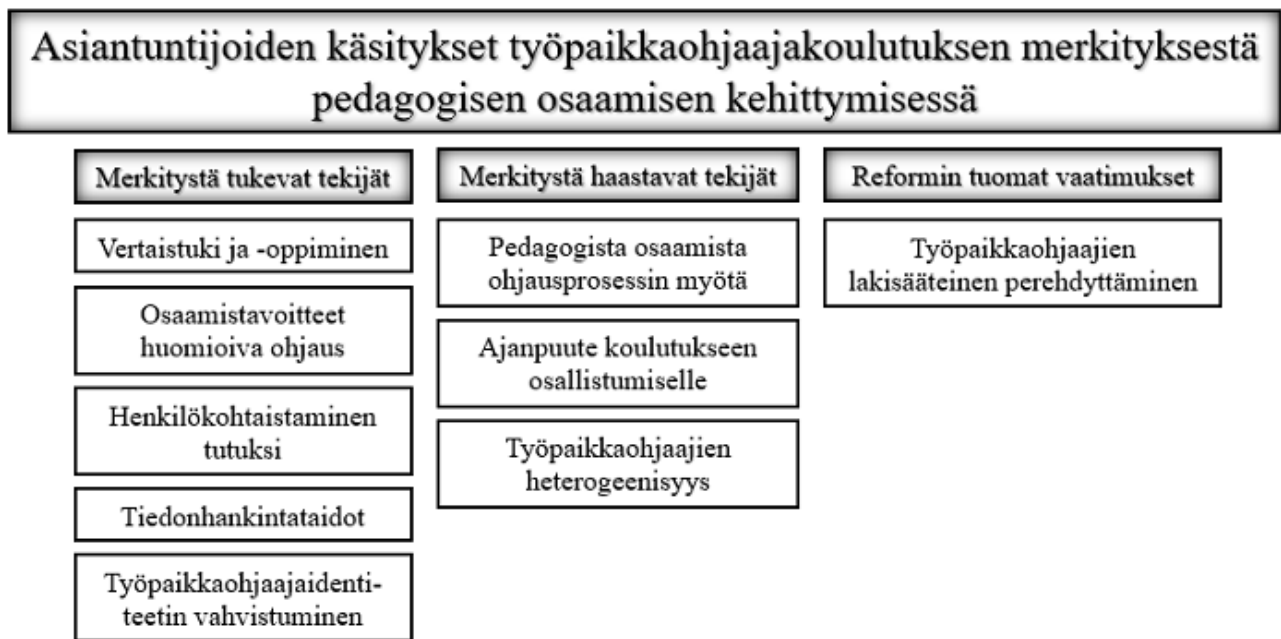 Asiantuntijoiden käsitykset työpaikkaohjaajakoulutuksen merkityksestä
pedagogisen osaamisen kehittymisessä
Merkitystä tukevat tekijät
Vertaistuki ja -oppiminen
Osaamistavoitteet
huomioiva ohjaus
Henkilökohtaistaminen
tutuksi
Tiedonhankintataidot
Työpaikkaohjaajaidenti-
teetin vahvistuminen
Merkitystä haastavat tekijät
Pedagogista osaamista
ohjausprosessin myötä
Ajanpuute koulutukseen
osallistumiselle
Työpaikkaohjaajien
heterogeenisyys
Reformin tuomat vaatimukset
Työpaikkaohjaajien
lakisääteinen perehdyttäminen